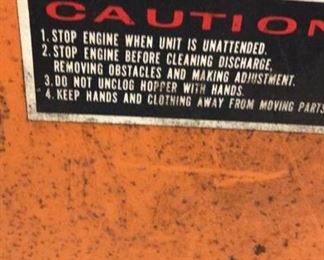 CAUTION
1. STOP ENGINE WHEN UNIT IS UNATTENDED.
2. STOP ENGINE BEFORE CLEANING DISCHARGE,
REMOVING OBSTACLES AND MAKING ADJUSTMENT.
3. DO NOT UNCLOG HOPPER WITH HANDS.
4. KEEP HANDS AND CLOTHING AWAY FROM MOVING PARTS